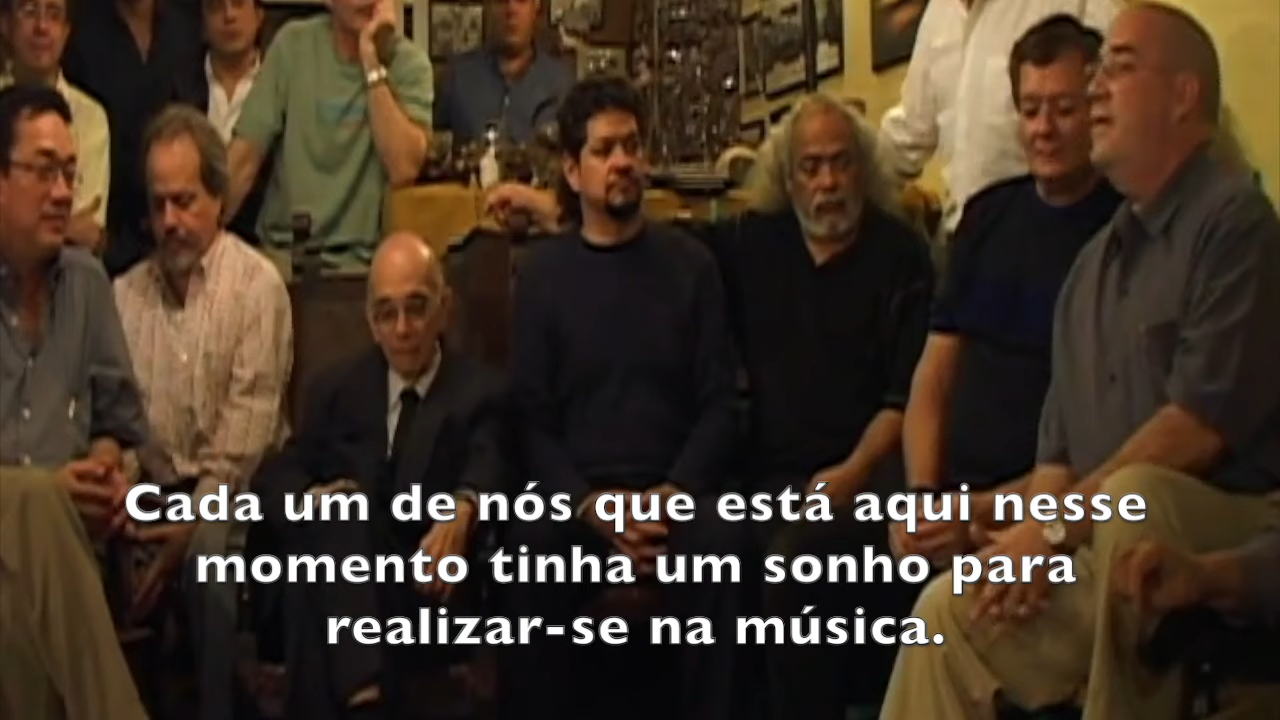 Cada um de nós que está aqui nesse
momento tinha um sonho para
realizar-se na música.